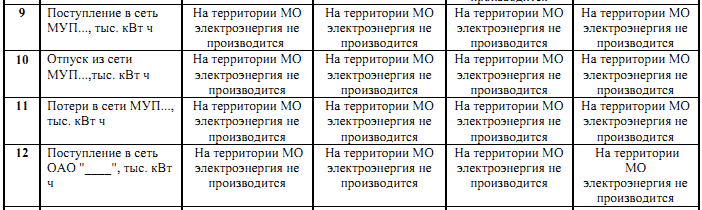 9 Поступление в сеть На территории МО На территории МО На территории МО На территории МО
МУП..., тыс. кВт ч электроэнергия не электроэнергия не электроэнергия не электроэнергия не
производится производится производится производится
10 Отпуск из сети На территории МО На территории МО На территории МО На территории МО
МУП...,тыс. кВт ч электроэнергия не электроэнергия не электроэнергия не электроэнергия не
производится производится производится производится
11 Потери в сети МУП..., На территории МО На территории МО На территории МО На территории МО
тыс. кВт ч электроэнергия не электроэнергия не электроэнергия не электроэнергия не
производится производится производится производится
12 Поступление в сеть На территории МО На территории МО На территории МО На территории
ОАО "____", тыс. кВт электроэнергия не электроэнергия не электроэнергия не МО
ч производится производится производится электроэнергия не
производится